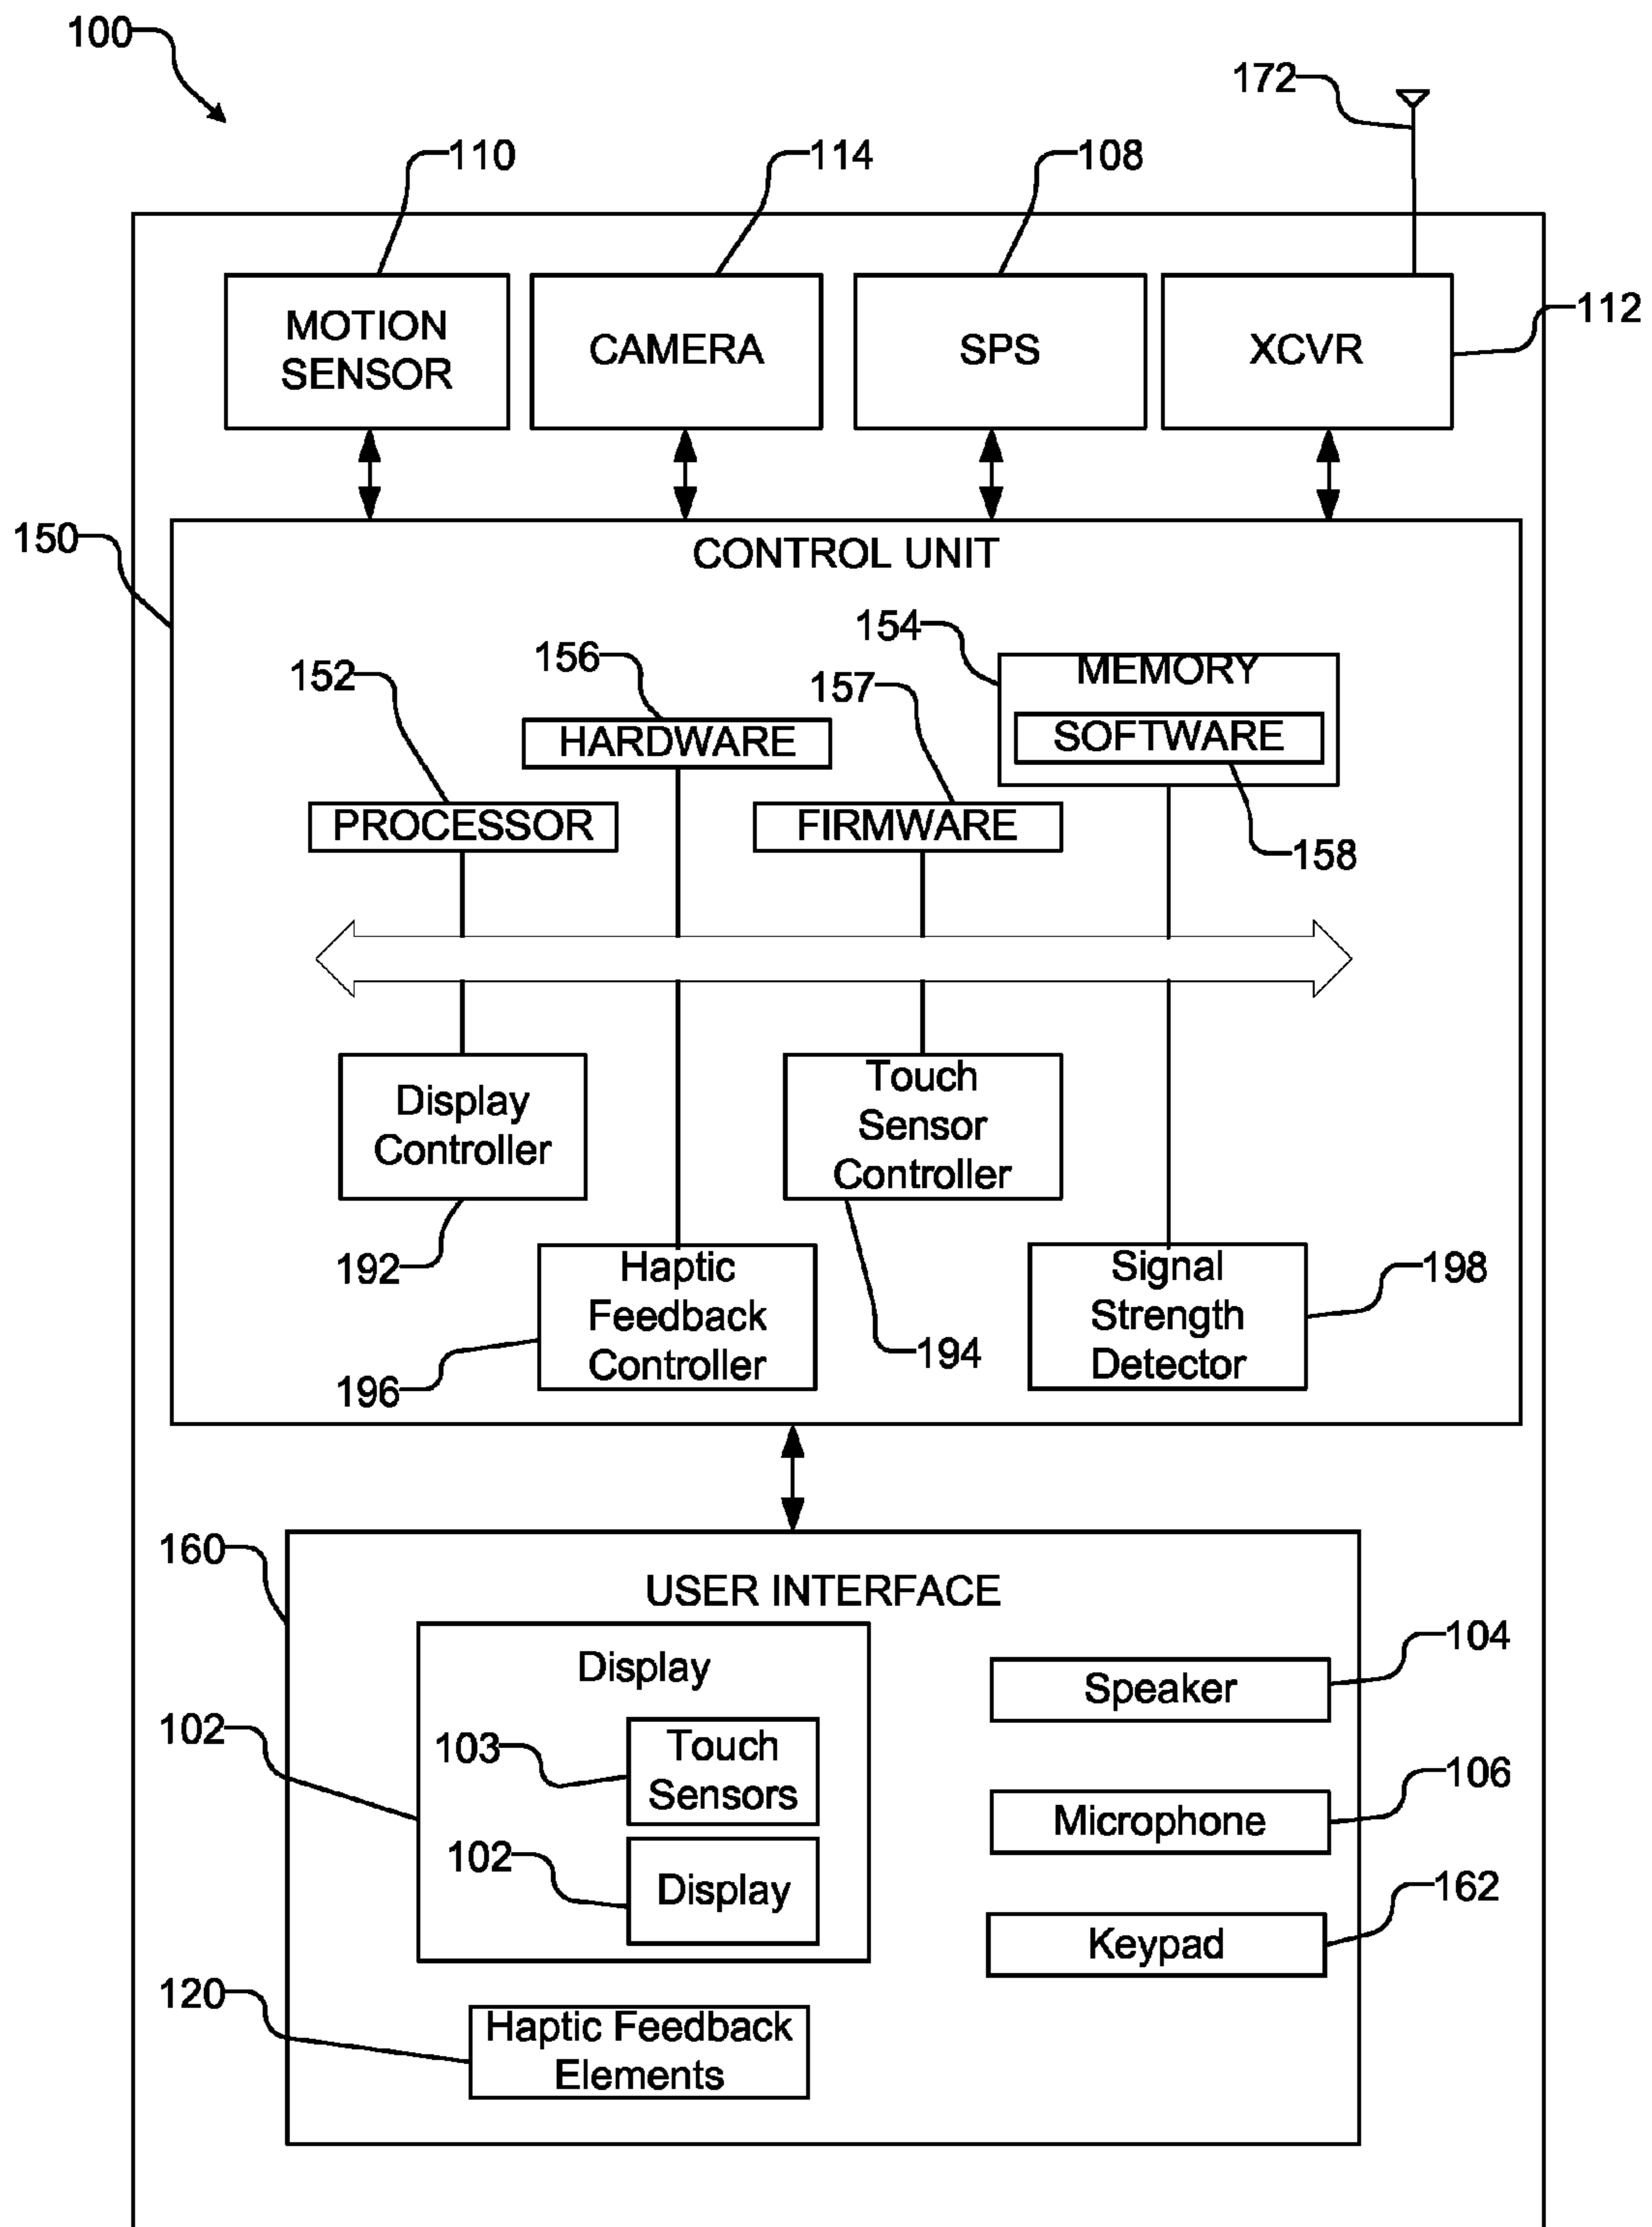 100
172
110
114
108
MOTION
SENSOR
CAMERA
SPS
XCVR
112
150
CONTROL UNIT
154
156
152
157
MEMORY
HARDWARE
SOFTWARE
PROCESSOR
FIRMWARE
158
Display
Controller
Touch
Sensor
Controller
192
Haptic
Feedback
Controller
Signal
Strength
Detector
198
194
196
160
USER INTERFACE
104
Display
Speaker
102
103
Touch
Sensors
106
Microphone
102
Display
162
Keypad
120
Haptic Feedback
Elements